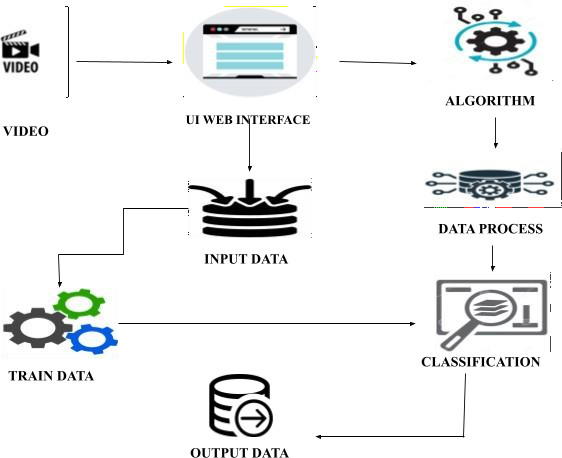 VIDEO
VIDEO
UI WEB INTERFACE
ALGORITHM
INPUT DATA
DATA PROCESS
TRAIN DATA
CLASSIFICATION
OUTPUT DATA